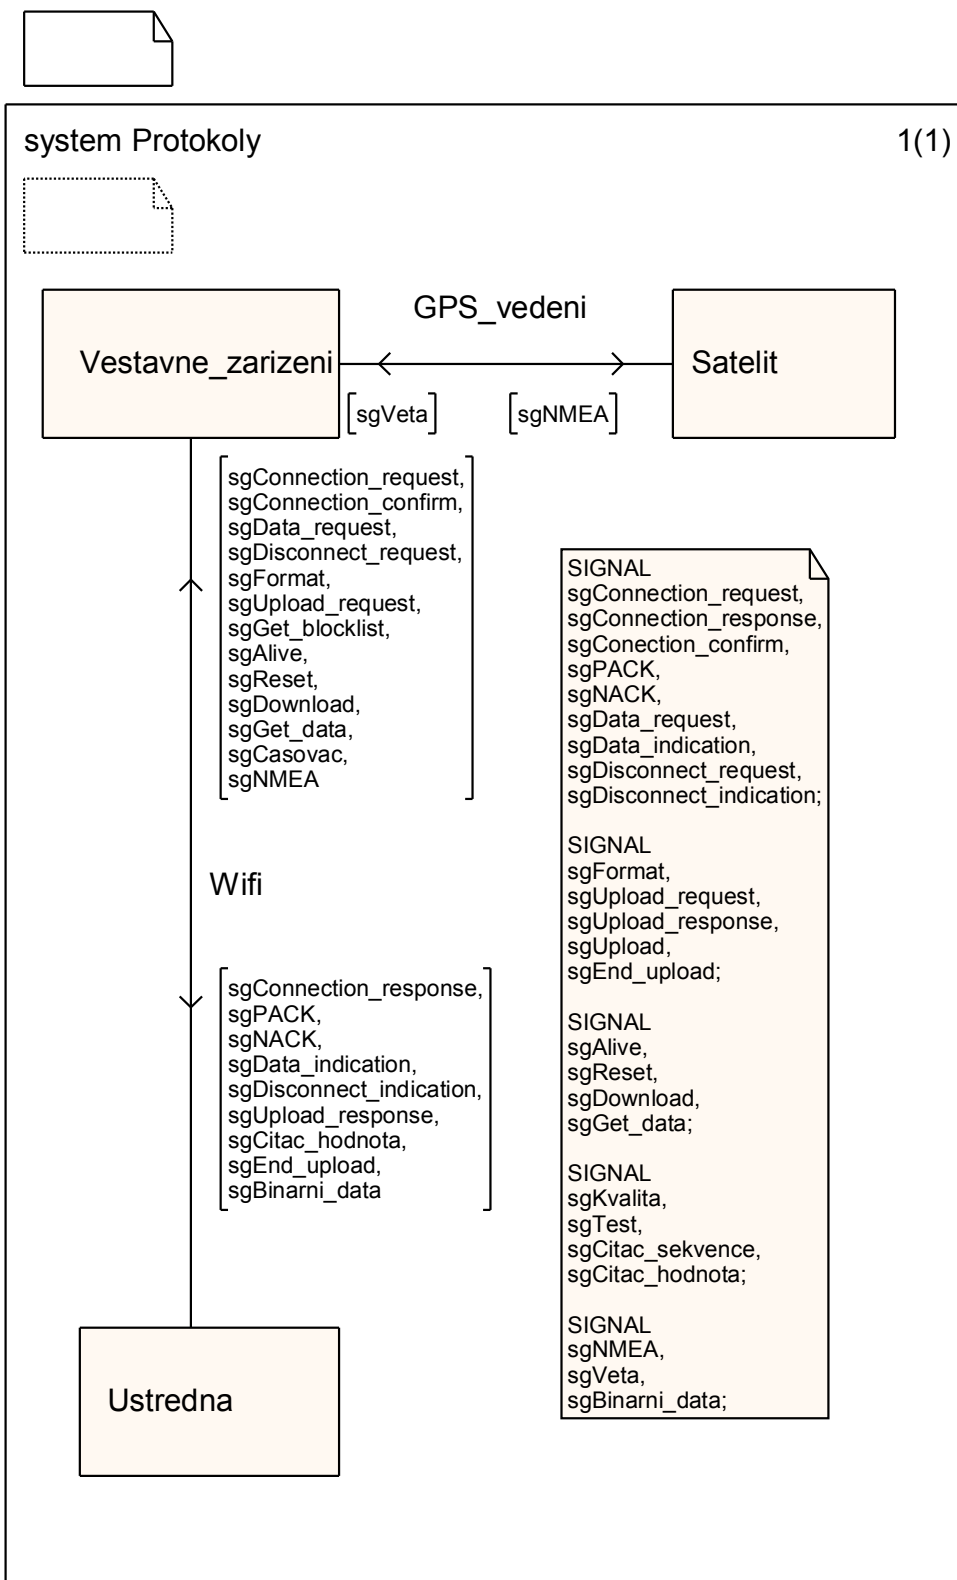 system Protokoly
1(1)
GPS_vedeni
Vestavne_zarizeni
Satelit
[sgVeta]
[sgNMEA]
sgConnection_request,
sgConnection_confirm,
sgData_request,
sgDisconnect_request,
sgFormat,
sgUpload_request,
sgGet_blocklist,
sgAlive,
sgReset,
sgDownload,
sgGet_data,
sgCasovac,
sgNMEA
Wifi
sgConnection_response,
sgPACK,
sgNACK,
sgData_indication,
sgDisconnect_indication,
sgUpload_response,
sgCitac_hodnota,
sgEnd_upload,
sgBinarni_data
SIGNAL
sgConnection_request,
sgConnection_response,
sgConection_confirm,
sgPACK,
sgNACK,
sgData_request,
sgData_indication,
sgDisconnect_request,
sgDisconnect_indication;
SIGNAL
sgFormat,
sgUpload_request,
sgUpload_response,
sgUpload,
sgEnd_upload;
SIGNAL
sgAlive,
sgReset,
sgDownload,
sgGet_data;
SIGNAL
sgKvalita,
sgTest,
sgCitac_sekvence,
sgCitac_hodnota;
SIGNAL
sgNMEA,
sgVeta,
sgBinarni_data;
Ustredna